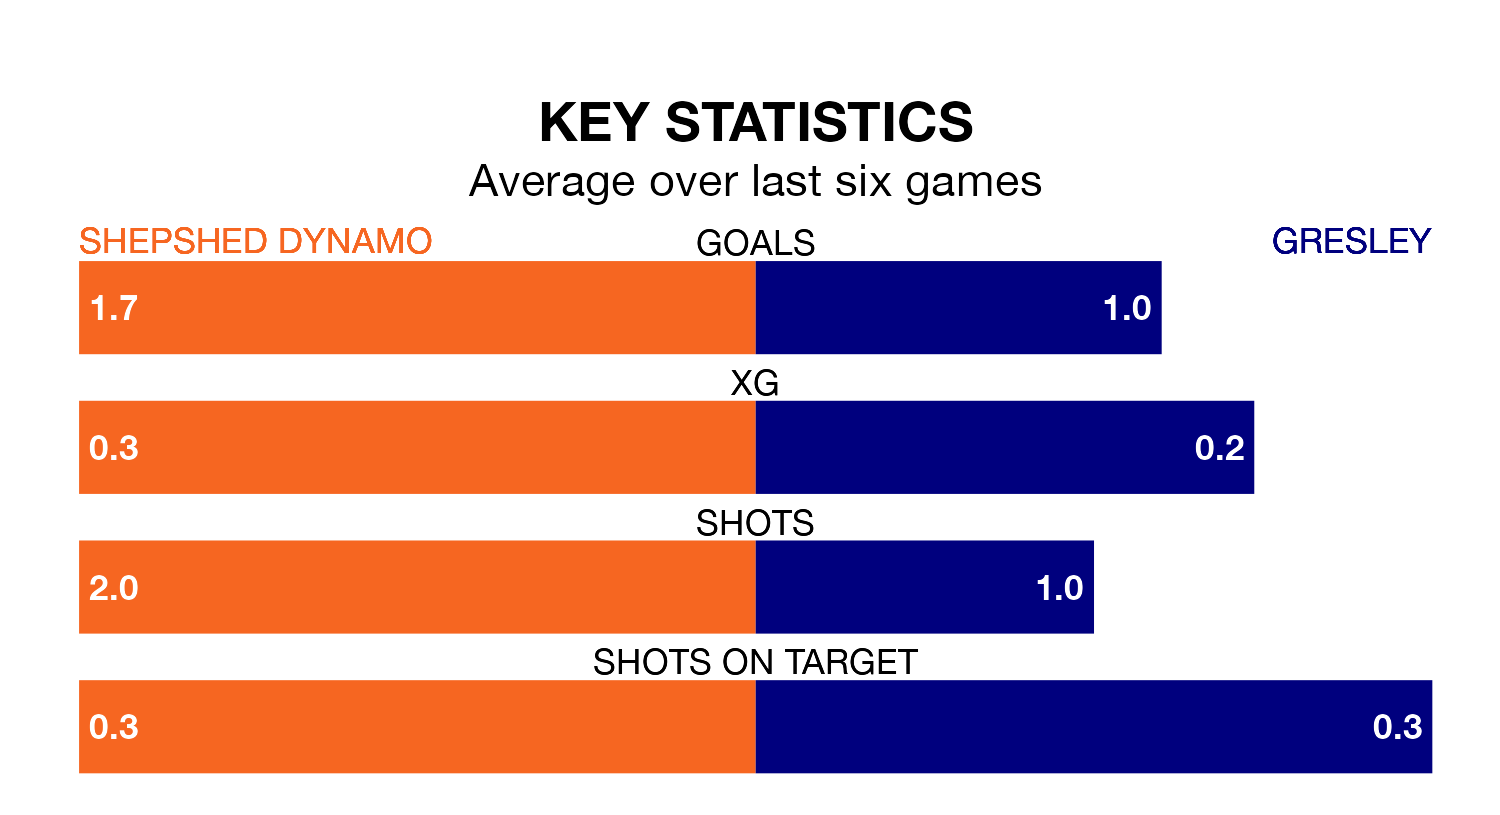 KEY STATISTICS
Average over last six games
SHEPSHED DYNAMO GOALS GRESLEY
1.7 1.0
XG
0.3 0.2
SHOTS
2.0 1.0
SHOTS ON TARGET
0.3 0.3